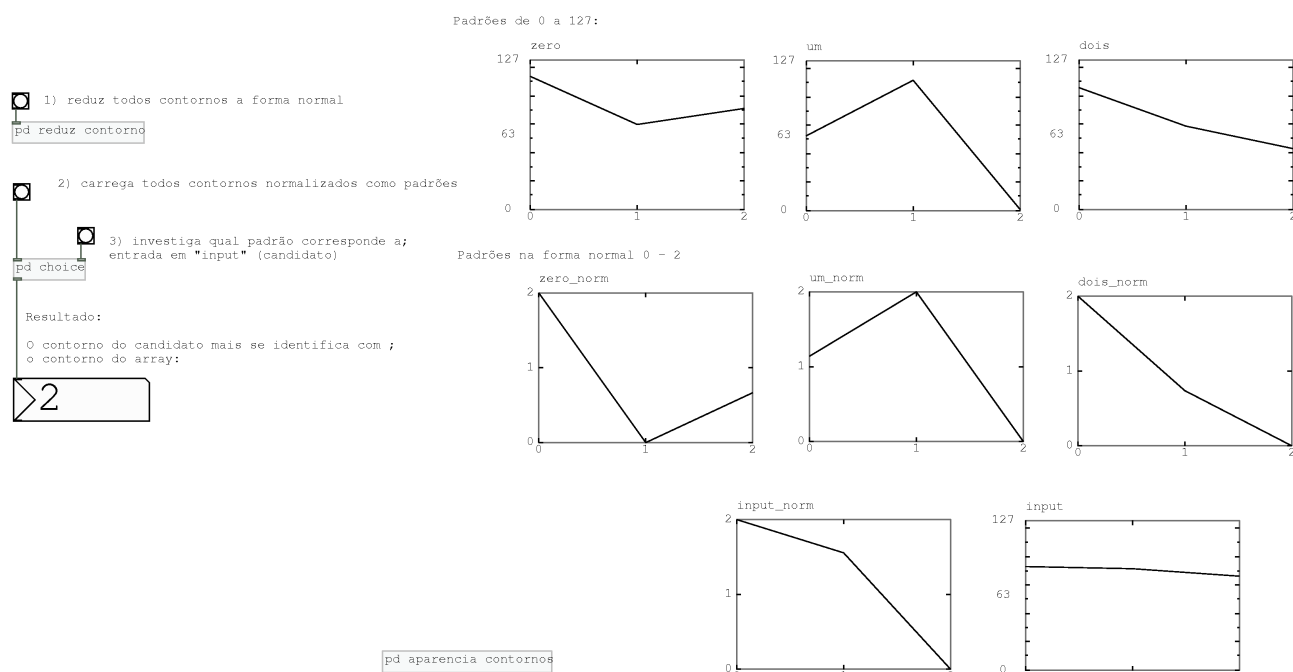 Padrões de 0 a 127:
zero
127
63
0
0
1
2
um
127
63
0
0
1
2
dois
127
63
0
0
1
2
1) reduz todos contornos a forma normal
pd reduz contorno
2) carrega todos contornos normalizados como padrões
3) investiga qual padrão corresponde a;
entrada em "input" (candidato)
pd choice
Resultado:
O contorno do candidato mais se identifica com ;
o contorno do array:
2
Padrões na forma normal 0 - 2
zero_norm
2
1
0
0
1
2
um_norm
2
1
0
0
1
2
dois_norm
2
1
0
0
1
2
input_norm
2
1
0
input
127
63
0
pd aparencia contornos